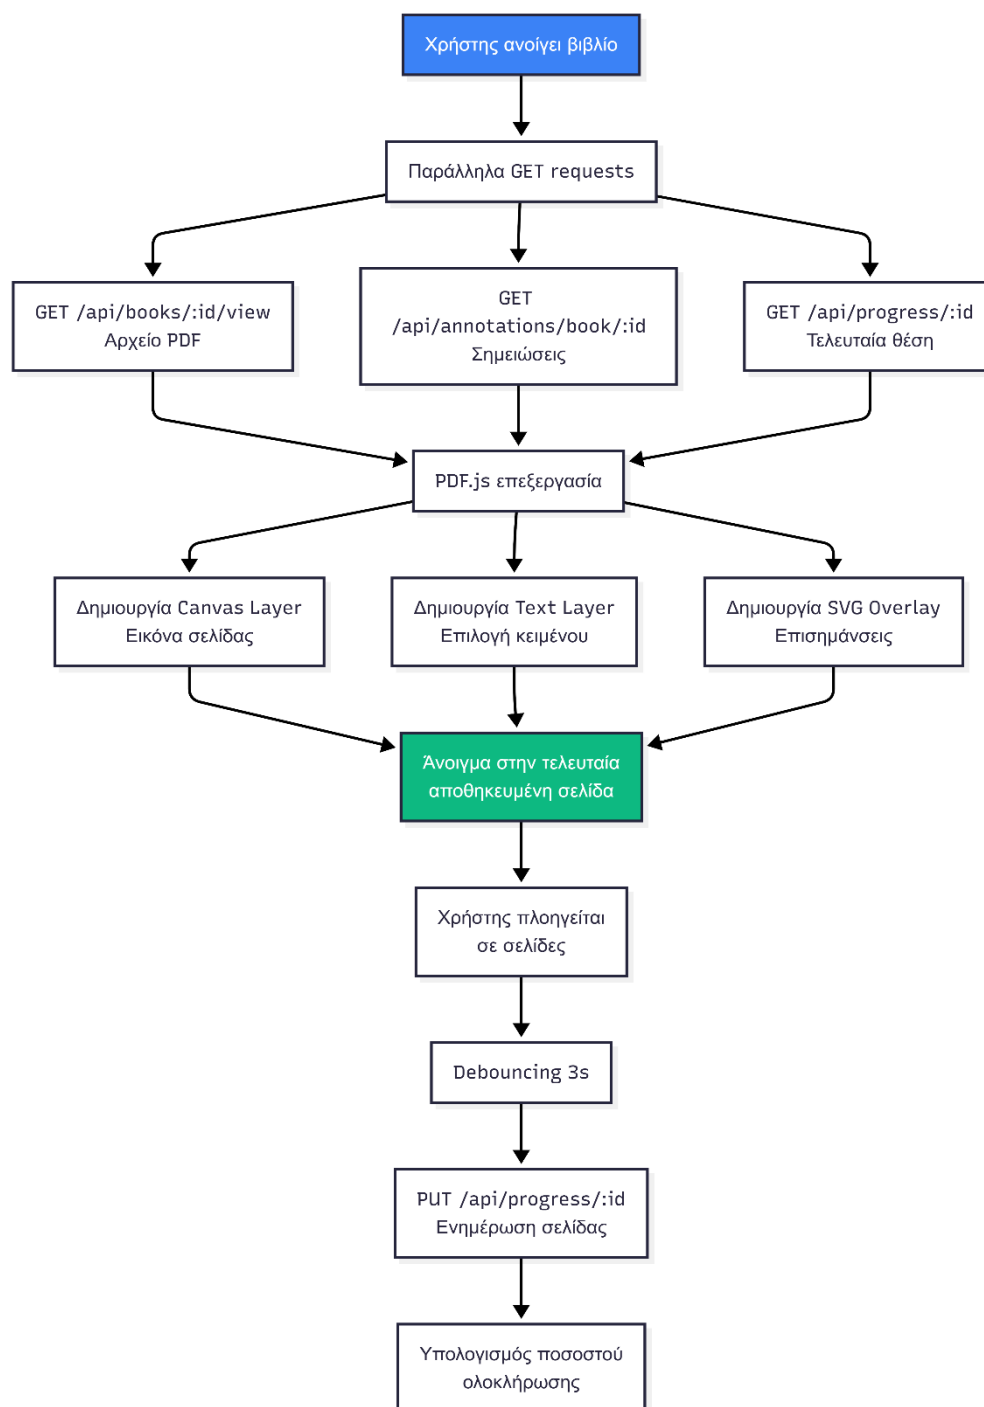 Χρήστης ανοίγει βιβλίο
Παράλληλα GET requests
GET /api/books/:id/view
Αρχείο PDF
GET
/api/annotations/book/:id
Σημειώσεις
GET /api/progress/:id
Τελευταία θέση
PDF.js επεξεργασία
Δημιουργία Canvas Layer
Εικόνα σελίδας
Δημιουργία Text Layer
Επιλογή κειμένου
Δημιουργία SVG Overlay
Επισημάνσεις
Άνοιγμα στην τελευταία
αποθηκευμένη σελίδα
Χρήστης πλοηγείται
σε σελίδες
Debouncing 3s
PUT /api/progress/:id
Ενημέρωση σελίδας
Υπολογισμός ποσοστού
ολοκλήρωσης